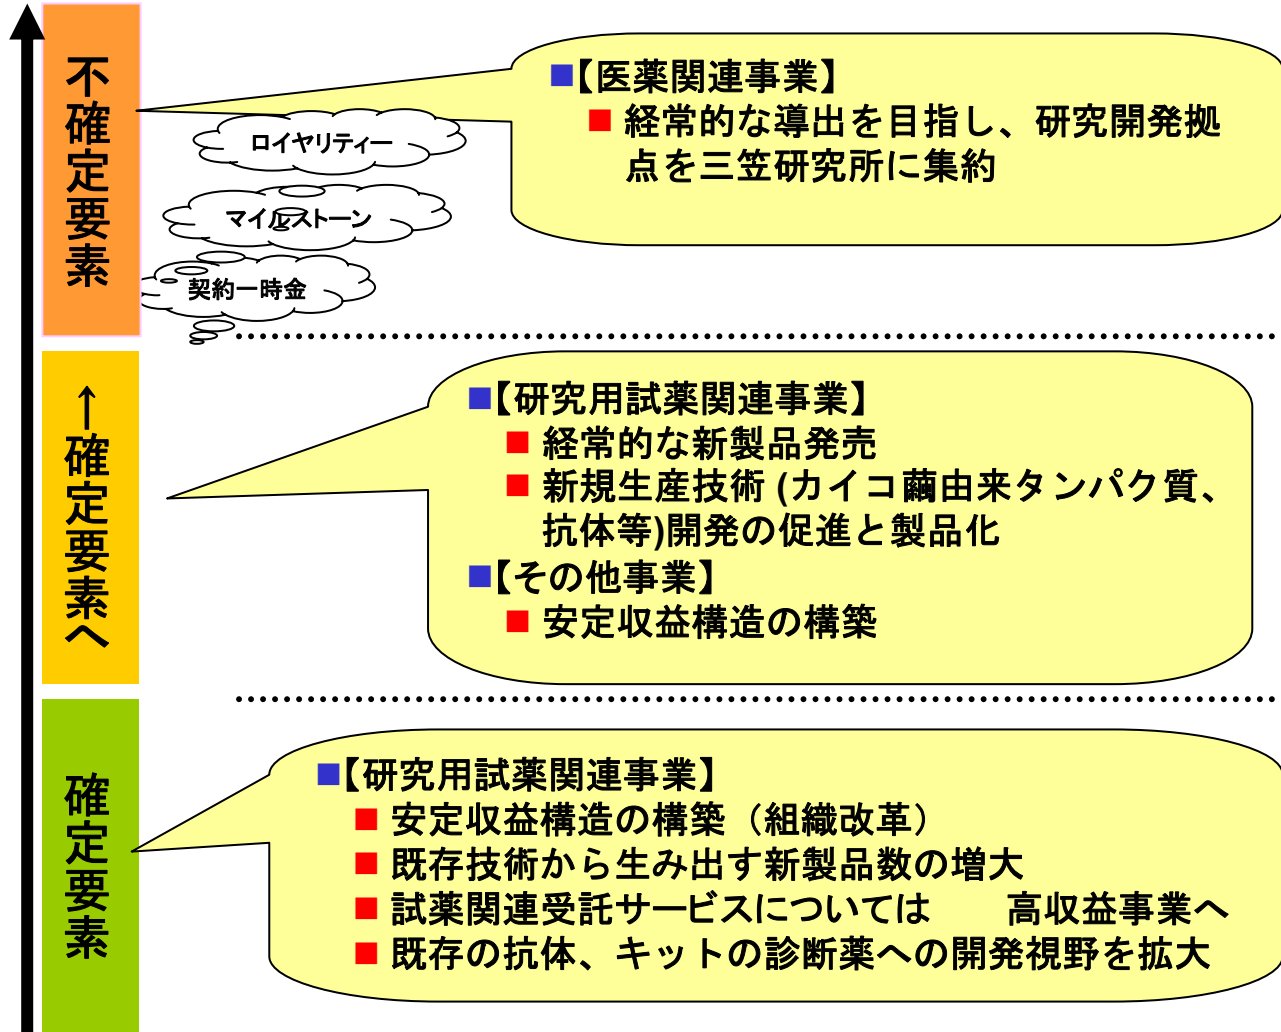 不確定要素
■【医薬関連事業】
■ 経常的な導出を目指し、研究開発拠
点を三笠研究所に集約
ロイヤリティー
マイルストーン
契約一時金
↑確定要素へ
■【研究用試薬関連事業】
■ 経常的な新製品発売
■ 新規生産技術 (カイコ繭由来タンパク質、
抗体等)開発の促進と製品化
■【その他事業】
■ 安定収益構造の構築
確定要素
■【研究用試薬関連事業】
■ 安定収益構造の構築（組織改革）
■ 既存技術から生み出す新製品数の増大
■ 試薬関連受託サービスについては　　高収益事業へ
■ 既存の抗体、キットの診断薬への開発視野を拡大